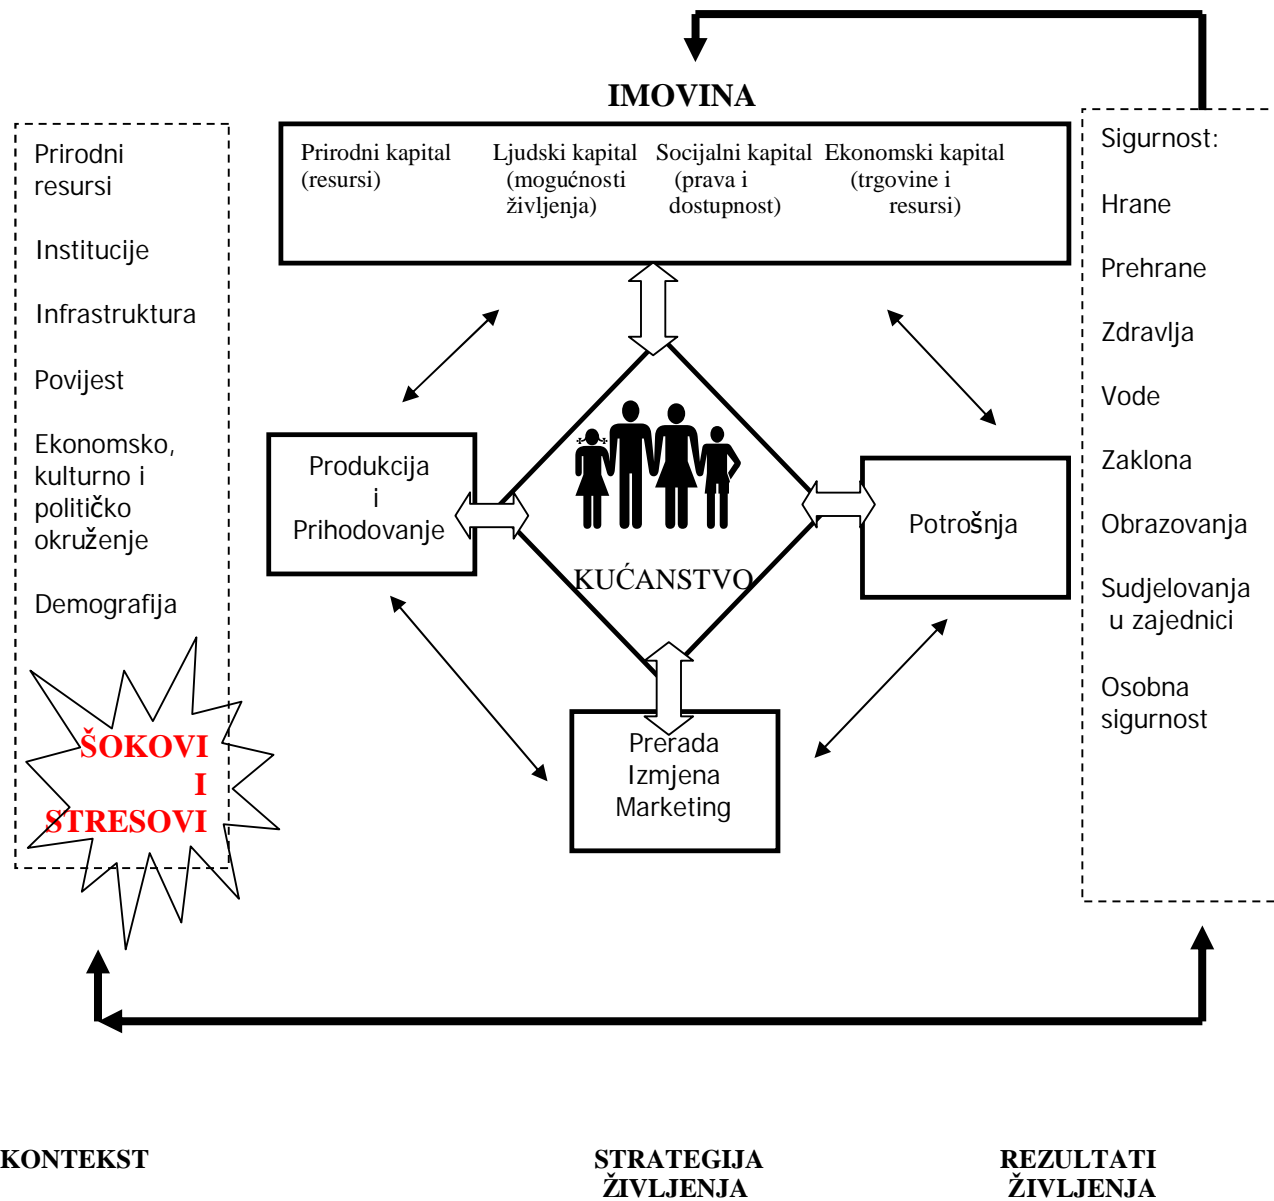 IMOVINA
Prirodni
resursi
Institucije
Infrastruktura
Povijest
Ekonomsko,
kulturno i
političko
okruženje
Demografija
ŠOKOVI
I
STRESOVI
Prirodni kapital
(resursi)
Ljudski kapital
(mogućnosti
življenja)
Socijalni kapital
(prava i
dostupnost)
Ekonomski kapital
(trgovine i
resursi)
Produkcija
i
Prihodovanje
KUĆANSTVO
Potrošnja
Prerada
Izmjena
Marketing
Sigurnost:
Hrane
Prehrane
Zdravlja
Vode
Zaklona
Obrazovanja
Sudjelovanja
u zajednici
Osobna
sigurnost
KONTEKST
STRATEGIJA
ŽIVLJENJA
REZULTATI
ŽIVLJENJA